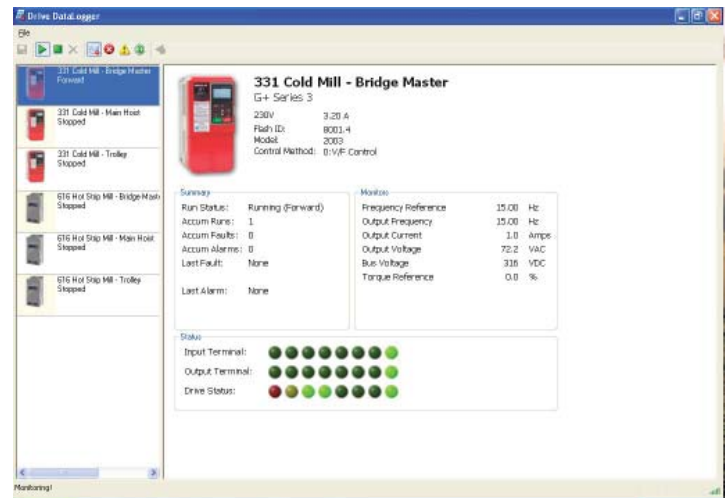 Drive DataLogger
File
331 Cold Mill - Bridge Master
Forward
331 Cold Mill - Main Hoist
Stopped
331 Cold Mill - Trolley
Stopped
616 Hot Strip Mill - Bridge Mast
Stopped
616 Hot Strip Mill - Main Hoist
Stopped
616 Hot Strip Mill - Trolley
Stopped
331 Cold Mill - Bridge Master
G+ Series 3
230V 3.20 A
Flash ID: 8001.4
Model: 2003
Control Method: 0:V/F Control
Summary
Run Status: Running (Forward)
Accum Runs: 1
Accum Faults: 0
Accum Alarms: 0
Last Fault: None
Last Alarm: None
Monitors
Frequency Reference 15.00 Hz
Output Frequency 15.00 Hz
Output Current 1.0 Amps
Output Voltage 72.2 VAC
Bus Voltage 316 VDC
Torque Reference 0.0 %
Status
Input Terminal:
Output Terminal:
Drive Status:
Monitoring!